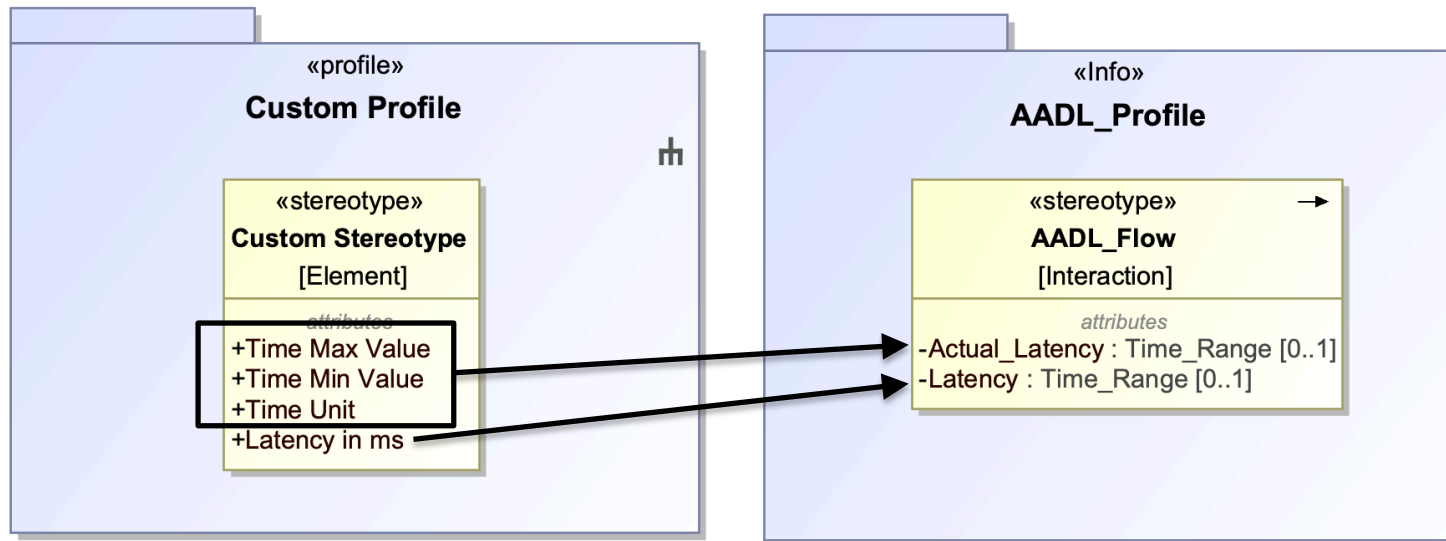 «profile»
Custom Profile
«stereotype»
Custom Stereotype
[Element]
attributes
+Time Max Value
+Time Min Value
+Time Unit
+Latency in ms
«Info»
AADL_Profile
«stereotype»
AADL_Flow
[Interaction]
attributes
-Actual_Latency : Time_Range [0..1]
-Latency : Time_Range [0..1]